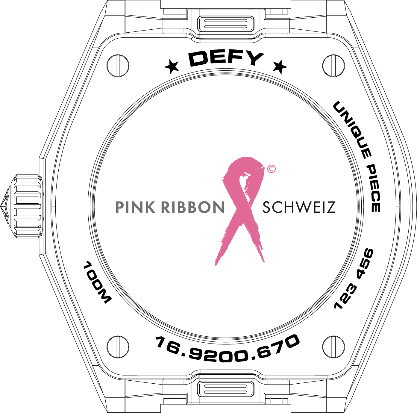 ★ DEFY ★
UNIQUE PIECE
©
PINK RIBBON SCHWEIZ
100M
123 456
16.9200.670